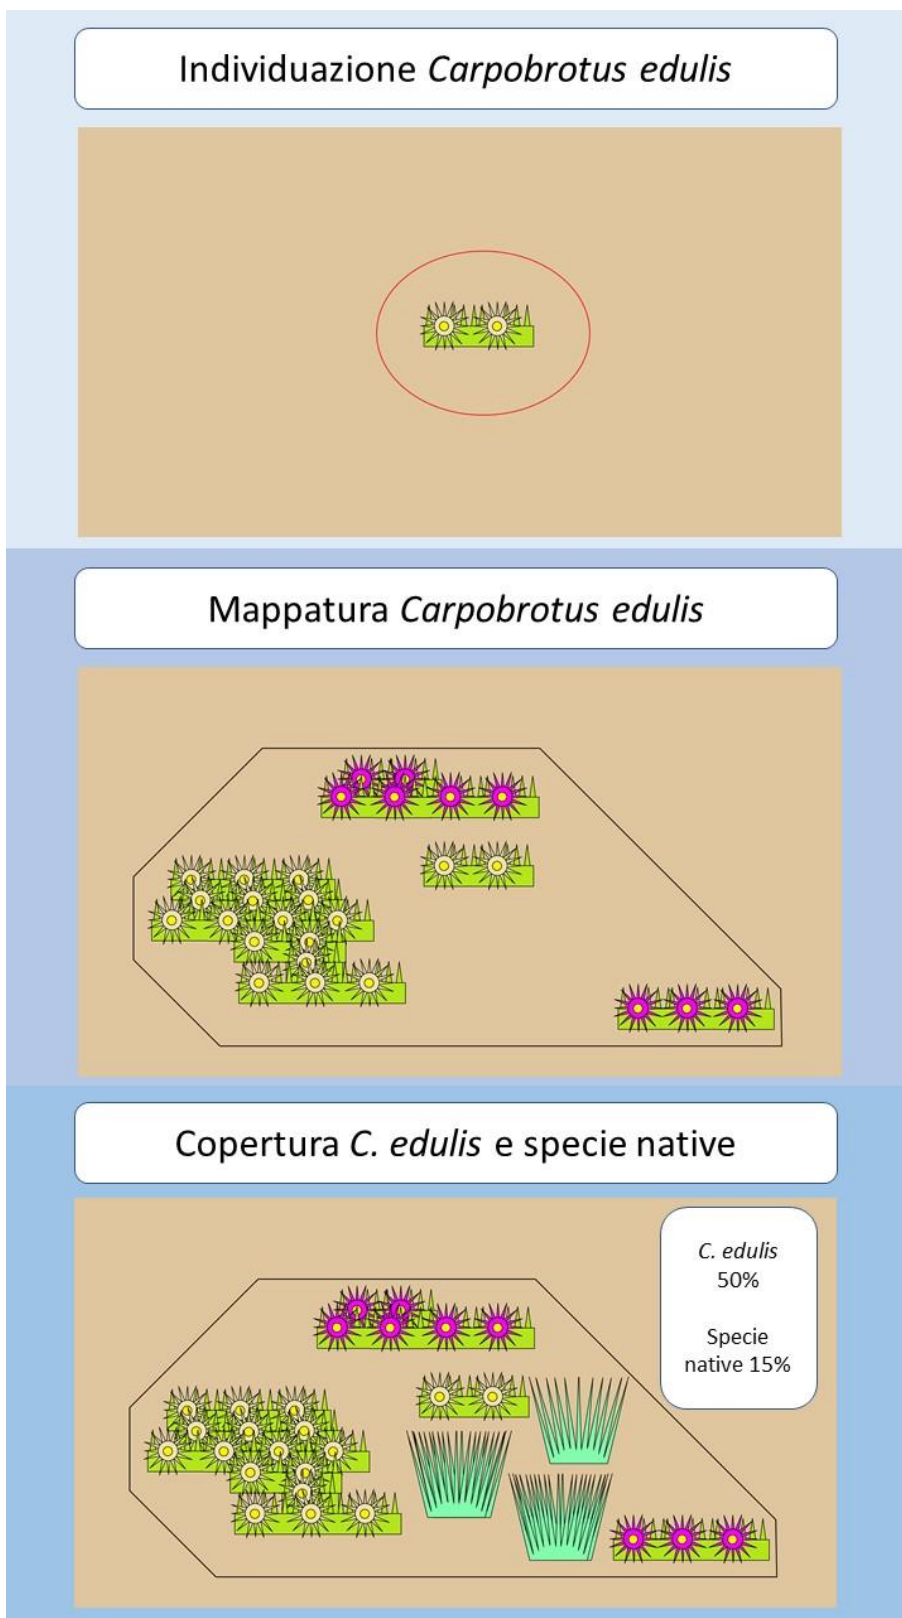 Individuazione Carpobrotus edulis
Mappatura Carpobrotus edulis
Copertura C. edulis e specie native
C. edulis
50%
Specie
native 15%